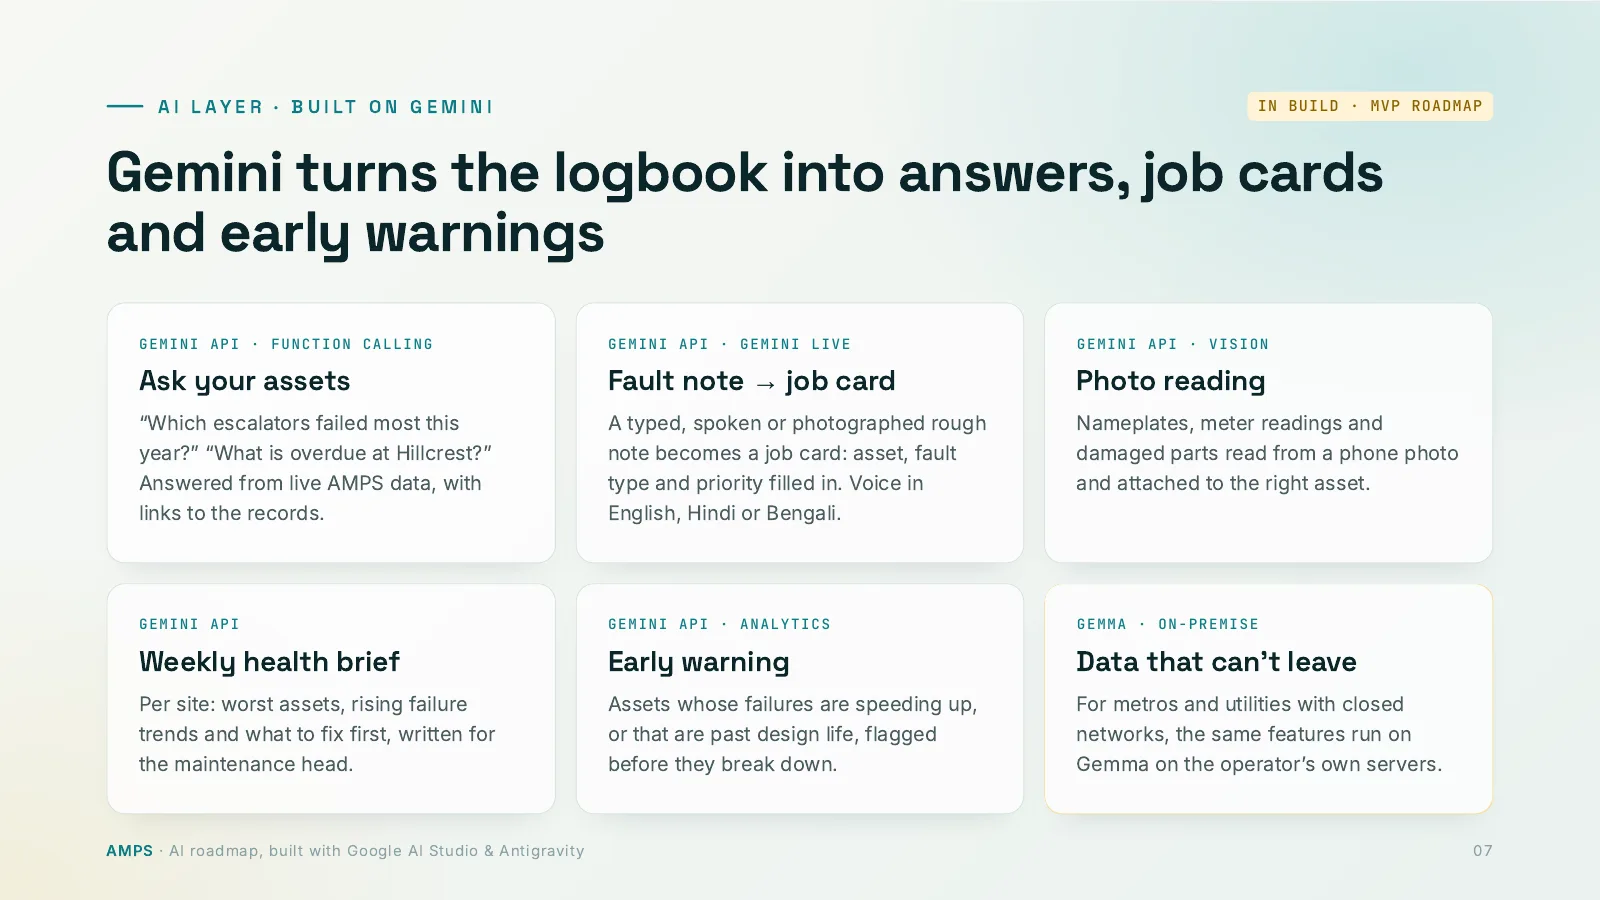 AI LAYER · BUILT ON GEMINI
IN BUILD · MVP ROADMAP
Gemini turns the logbook into answers, job cards
and early warnings
GEMINI API · FUNCTION CALLING
Ask your assets
“Which escalators failed most this
year?” “What is overdue at Hillcrest?”
Answered from live AMPS data, with
links to the records.
GEMINI API · GEMINI LIVE
Fault note → job card
A typed, spoken or photographed rough
note becomes a job card: asset, fault
type and priority filled in. Voice in
English, Hindi or Bengali.
GEMINI API · VISION
Photo reading
Nameplates, meter readings and
damaged parts read from a phone photo
and attached to the right asset.
GEMINI API
Weekly health brief
Per site: worst assets, rising failure
trends and what to fix first, written for
the maintenance head.
GEMINI API · ANALYTICS
Early warning
Assets whose failures are speeding up,
or that are past design life, flagged
before they break down.
GEMMA · ON-PREMISE
Data that can’t leave
For metros and utilities with closed
networks, the same features run on
Gemma on the operator’s own servers.
AMPS · AI roadmap, built with Google AI Studio & Antigravity
07